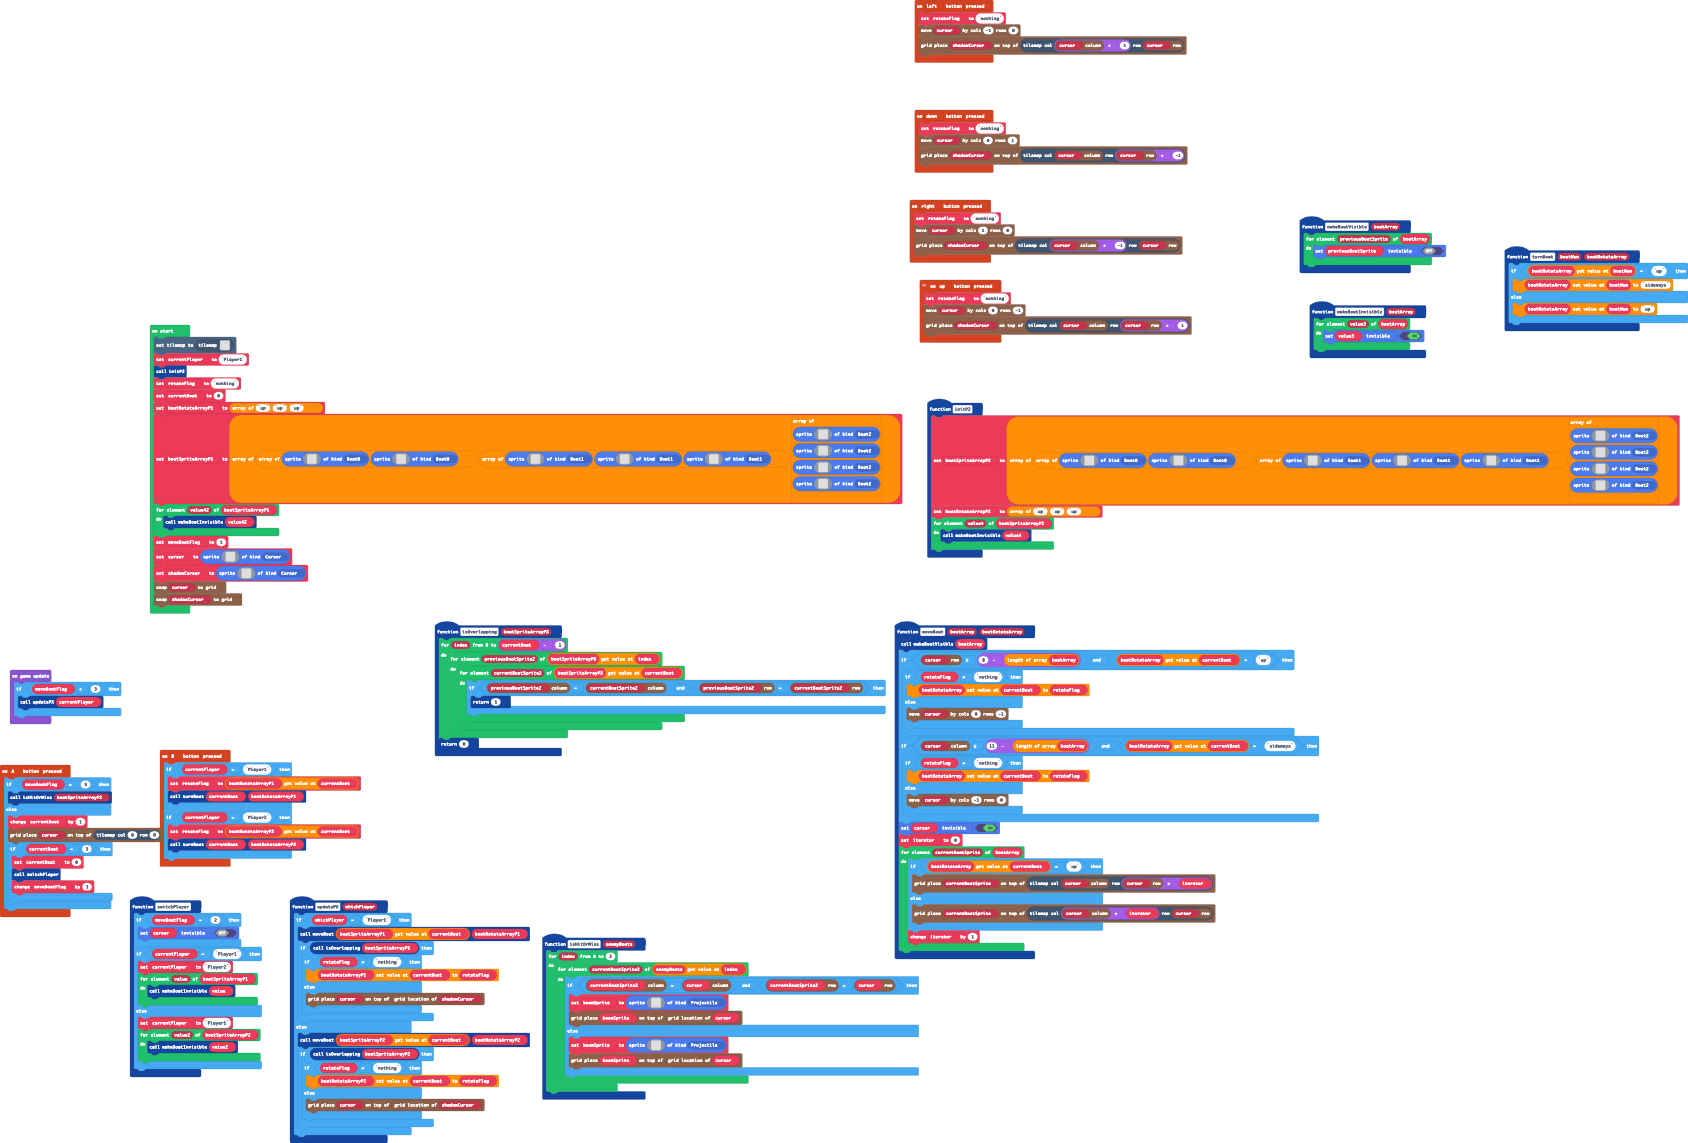 on left button pressed
set rotateFlag to nothing
move cursor by cols -1 rows 0
grid place shadowCursor on top of tilemap col cursor column + 1 row cursor row
on down button pressed
set rotateFlag to nothing
move cursor by cols 0 rows 1
grid place shadowCursor on top of tilemap col cursor column row cursor row + -1
on right button pressed
set rotateFlag to nothing
move cursor by cols 1 rows 0
grid place shadowCursor on top of tilemap col cursor column + -1 row cursor row
on up button pressed
set rotateFlag to nothing
move cursor by cols 0 rows -1
grid place shadowCursor on top of tilemap col cursor column row cursor row + 1
function makeBoatVisible boatArray
for element previousBoatSprite of boatArray
do set previousBoatSprite invisible OFF
function makeBoatInvisible boatArray
for element value3 of boatArray
do set value3 invisible ON
function turnBoat boatNum boatRotateArray
if boatRotateArray get value at boatNum = up then
boatRotateArray set value at boatNum to sideways
else
boatRotateArray set value at boatNum to up
on start
set tilemap to tilemap
set currentPlayer to Player1
call initP2
set rotateFlag to nothing
set currentBoat to 0
set boatRotateArrayP1 to array of up up up
set boatSpriteArrayP1 to array of array of sprite of kind Boat0 sprite of kind Boat0 array of sprite of kind Boat1 sprite of kind Boat1 sprite of kind Boat1 array of
sprite of kind Boat2
sprite of kind Boat2
sprite of kind Boat2
sprite of kind Boat2
for element value42 of boatSpriteArrayP1
do call makeBoatInvisible value42
set moveBoatFlag to 1
set cursor to sprite of kind Cursor
set shadowCursor to sprite of kind Cursor
snap cursor to grid
snap shadowCursor to grid
function initP2
set boatSpriteArrayP2 to array of array of sprite of kind Boat0 sprite of kind Boat0 array of sprite of kind Boat1 sprite of kind Boat1 sprite of kind Boat1 array of
sprite of kind Boat2
sprite of kind Boat2
sprite of kind Boat2
sprite of kind Boat2
set boatRotateArrayP2 to array of up up up
for element value4 of boatSpriteArrayP2
do call makeBoatInvisible value4
function isOverlapping boatSpriteArrayPX
for index from 0 to currentBoat - 1
do for element previousBoatSprite2 of boatSpriteArrayPX get value at index
do for element currentBoatSprite2 of boatSpriteArrayPX get value at currentBoat
do if previousBoatSprite2 column = currentBoatSprite2 column and previousBoatSprite2 row = currentBoatSprite2 row then
return 1
return 0
function moveBoat boatArray boatRotateArray
call makeBoatVisible boatArray
if cursor row ≥ 8 - length of array boatArray and boatRotateArray get value at currentBoat = up then
if rotateFlag ≠ nothing then
boatRotateArray set value at currentBoat to rotateFlag
else
move cursor by cols 0 rows -1
if cursor column ≥ 11 - length of array boatArray and boatRotateArray get value at currentBoat = sideways then
if rotateFlag ≠ nothing then
boatRotateArray set value at currentBoat to rotateFlag
else
move cursor by cols -1 rows 0
set cursor invisible ON
set iterator to 0
for element currentBoatSprite of boatArray
do if boatRotateArray get value at currentBoat = up then
grid place currentBoatSprite on top of tilemap col cursor column row cursor row + iterator
else
grid place currentBoatSprite on top of tilemap col cursor column + iterator row cursor row
change iterator by 1
on game update
if moveBoatFlag < 3 then
call updatePX currentPlayer
on A button pressed
if moveBoatFlag = 3 then
call isHitOrMiss boatSpriteArrayP2
else
change currentBoat by 1
grid place cursor on top of tilemap col 0 row 0
if currentBoat = 3 then
set currentBoat to 0
call switchPlayer
change moveBoatFlag by 1
on B button pressed
if currentPlayer = Player1 then
set rotateFlag to boatRotateArrayP1 get value at currentBoat
call turnBoat currentBoat boatRotateArrayP1
if currentPlayer = Player2 then
set rotateFlag to boatRotateArrayP2 get value at currentBoat
call turnBoat currentBoat boatRotateArrayP2
function switchPlayer
if moveBoatFlag = 2 then
set cursor invisible OFF
if currentPlayer = Player1 then
set currentPlayer to Player2
for element value of boatSpriteArrayP1
do call makeBoatInvisible value
else
set currentPlayer to Player1
for element value2 of boatSpriteArrayP2
do call makeBoatInvisible value2
function updatePX whichPlayer
if whichPlayer = Player1 then
call moveBoat boatSpriteArrayP1 get value at currentBoat boatRotateArrayP1
if call isOverlapping boatSpriteArrayP1 then
if rotateFlag ≠ nothing then
boatRotateArrayP1 set value at currentBoat to rotateFlag
else
grid place cursor on top of grid location of shadowCursor
else
call moveBoat boatSpriteArrayP2 get value at currentBoat boatRotateArrayP2
if call isOverlapping boatSpriteArrayP2 then
if rotateFlag ≠ nothing then
boatRotateArrayP2 set value at currentBoat to rotateFlag
else
grid place cursor on top of grid location of shadowCursor
function isHitOrMiss enemyBoats
for index from 0 to 2
do for element currentBoatSprite2 of enemyBoats get value at index
do if currentBoatSprite2 column = cursor column and currentBoatSprite2 row = cursor row then
set boomSprite to sprite of kind Projectile
grid place boomSprite on top of grid location of cursor
else
set boomSprite to sprite of kind Projectile
grid place boomSprite on top of grid location of cursor